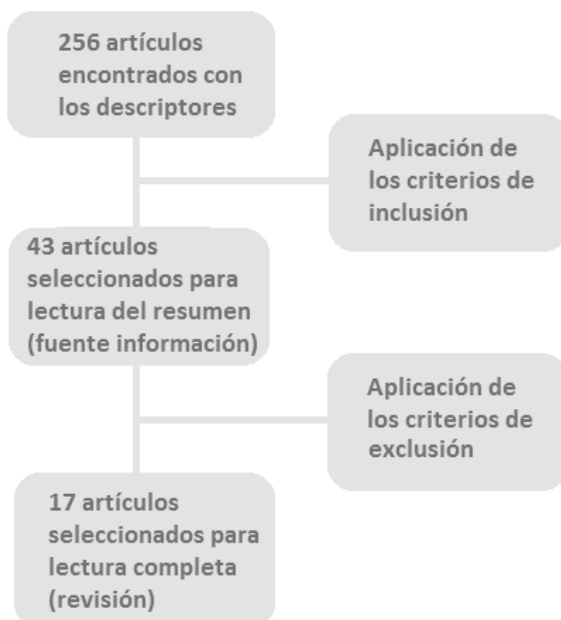 256 artículos
encontrados con
los descriptores
Aplicación de
los criterios de
inclusión
43 artículos
seleccionados para
lectura del resumen
(fuente información)
Aplicación de
los criterios de
exclusión
17 artículos
seleccionados para
lectura completa
(revisión)